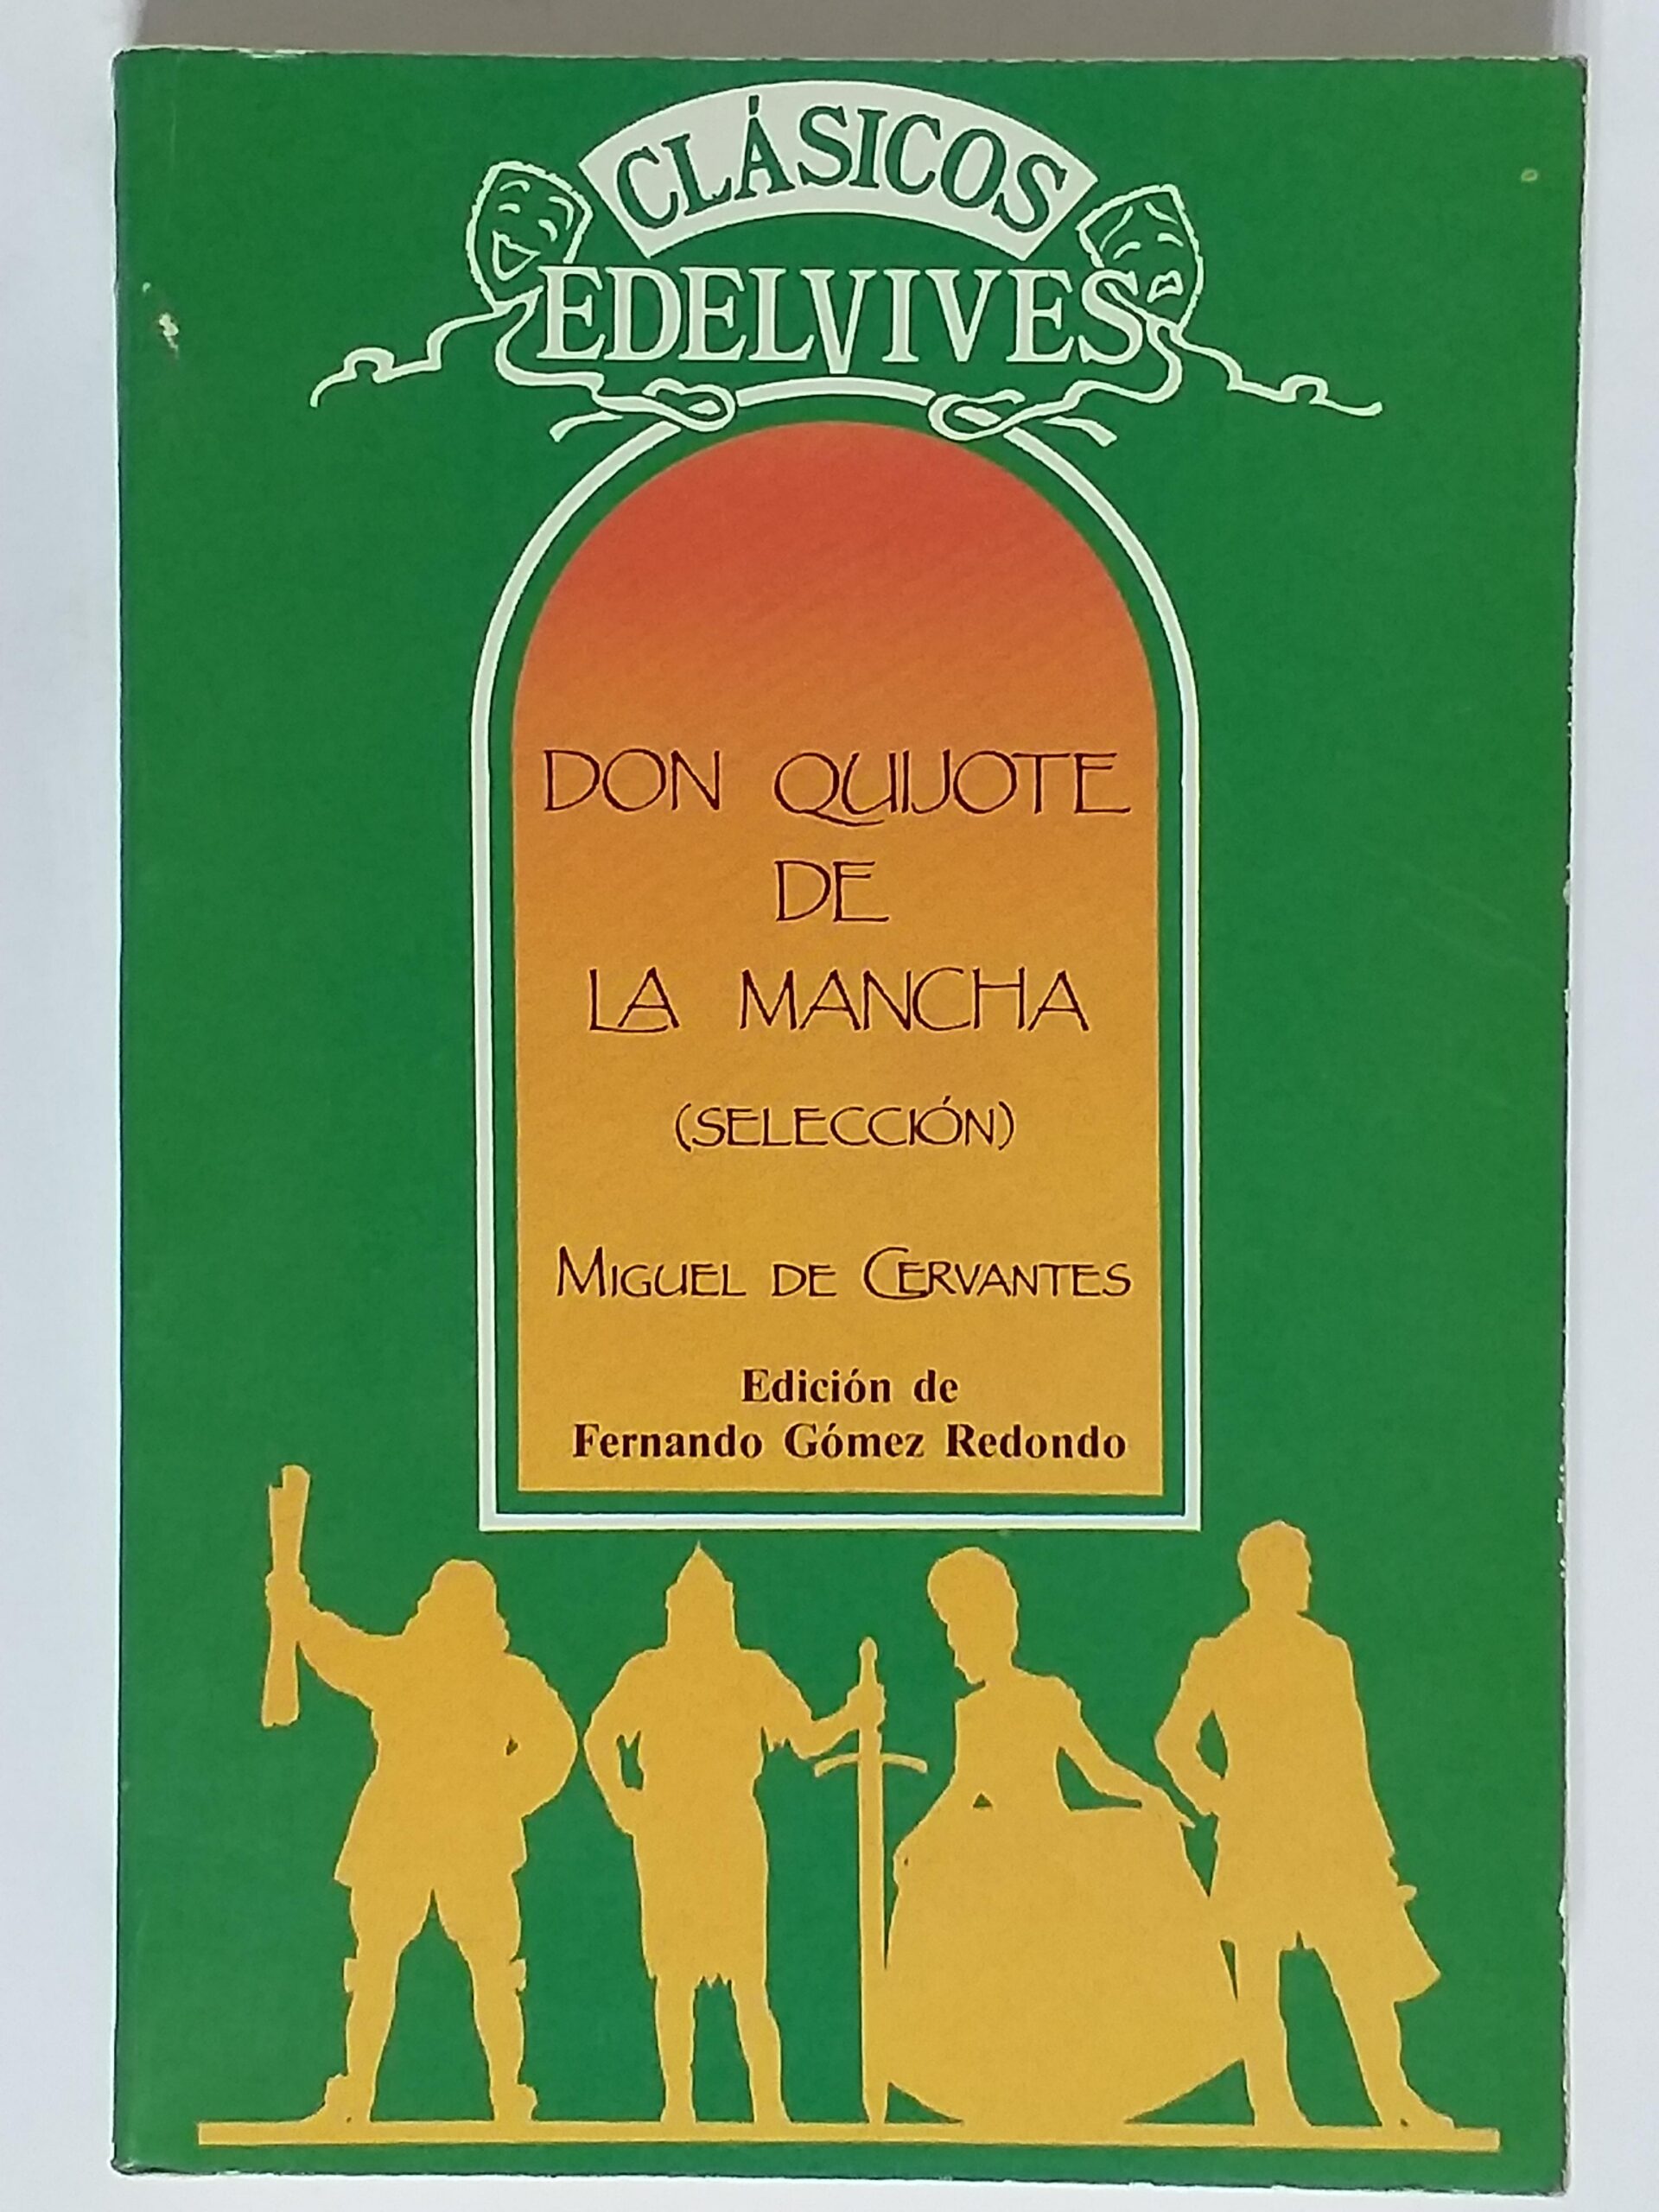 CLÁSICOS
EDELVIVES
DON QUIJOTE
DE
LA MANCHA
(SELECCIÓN)
MIGUEL DE CERVANTES
Edición de
Fernando Gómez Redondo